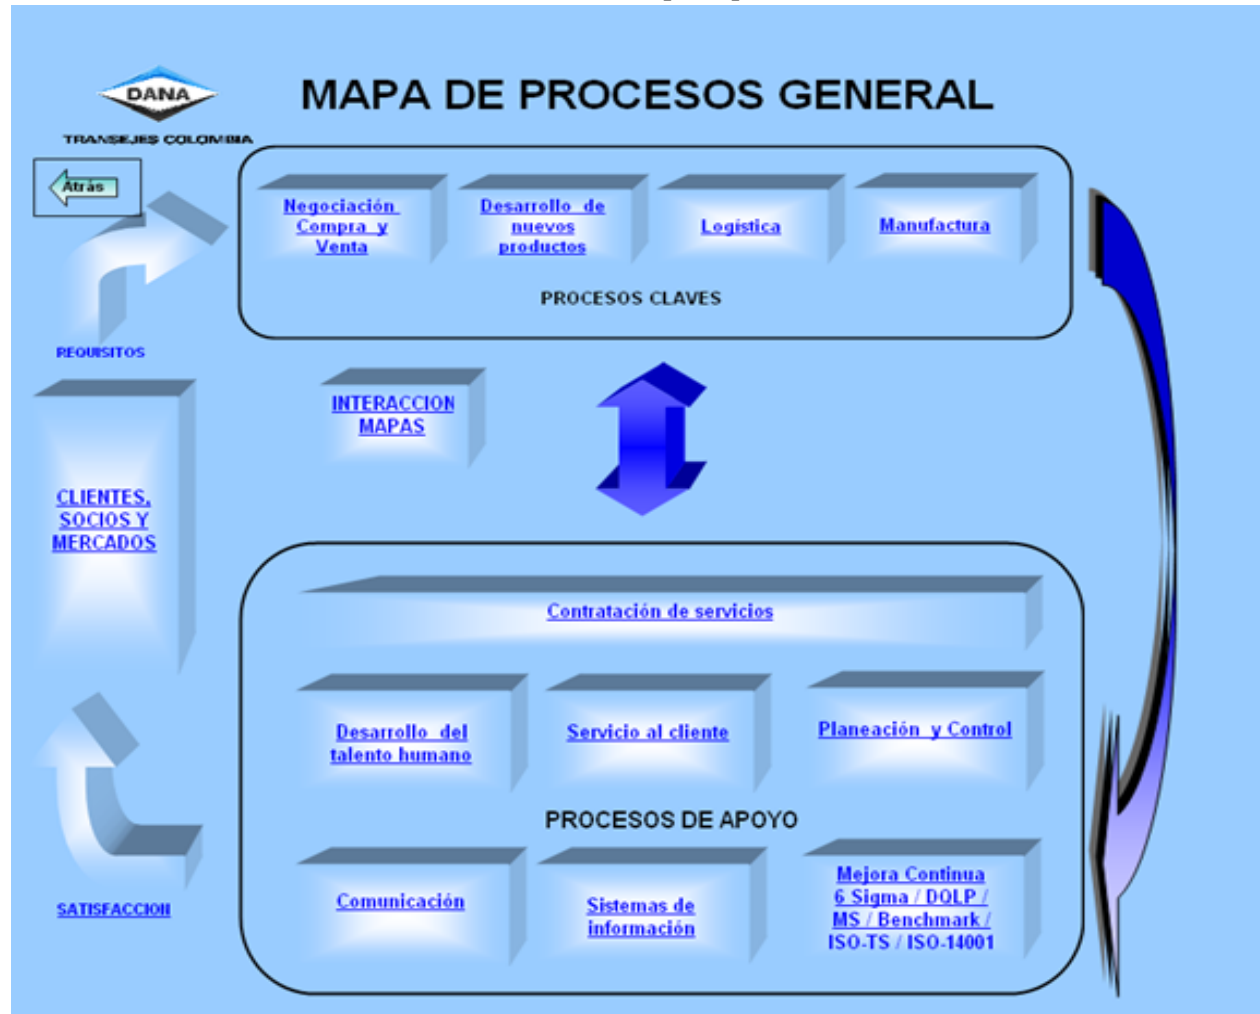 DANA
TRANSEJES COLOMBIA
MAPA DE PROCESOS GENERAL
Atrás
Negociación
Compra y
Venta
Desarrollo de
nuevos
productos
Logística
Manufactura
PROCESOS CLAVES
REQUISITOS
INTERACCION
MAPAS
CLIENTES,
SOCIOS Y
MERCADOS
Contratación de servicios
Desarrollo del
talento humano
Servicio al cliente
Planeación y Control
PROCESOS DE APOYO
Comunicación
Sistemas de
información
Mejora Continua
6 Sigma / DQLP /
MS / Benchmark /
ISO-TS / ISO-14001
SATISFACCION